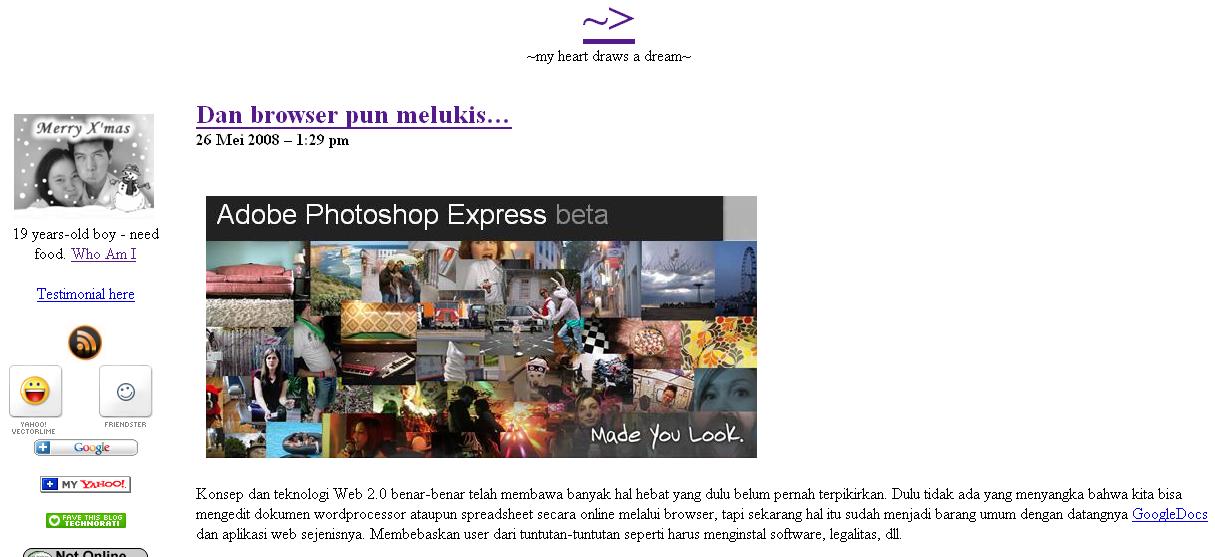 ~>
~my heart draws a dream~
Merry X'mas
19 years-old boy - need
food. Who Am I
Testimonial here
YAHOO!
VECTORLIME
FRIENDSTER
Google
MY YAHOO!
FAVE THIS BLOG
TECHNORATI
Not Online
Dan browser pun melukis...
26 Mei 2008 – 1:29 pm
Adobe Photoshop Express beta
Made You Look.
Konsep dan teknologi Web 2.0 benar-benar telah membawa banyak hal hebat yang dulu belum pernah terpikirkan. Dulu tidak ada yang menyangka bahwa kita bisa
mengedit dokumen wordprocessor ataupun spreadsheet secara online melalui browser, tapi sekarang hal itu sudah menjadi barang umum dengan datangnya GoogleDocs
dan aplikasi web sejenisnya. Membebaskan user dari tuntutan-tuntutan seperti harus menginstal software, legalitas, dll.